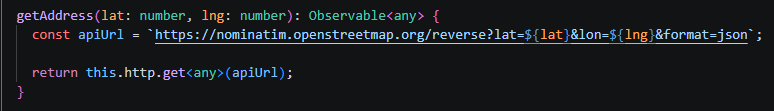 getAddress(lat: number, lng: number): Observable<any> {
const apiUrl = `https://nominatim.openstreetmap.org/reverse?lat=${lat}&lon=${lng}&format=json`;
return this.http.get<any>(apiUrl);
}